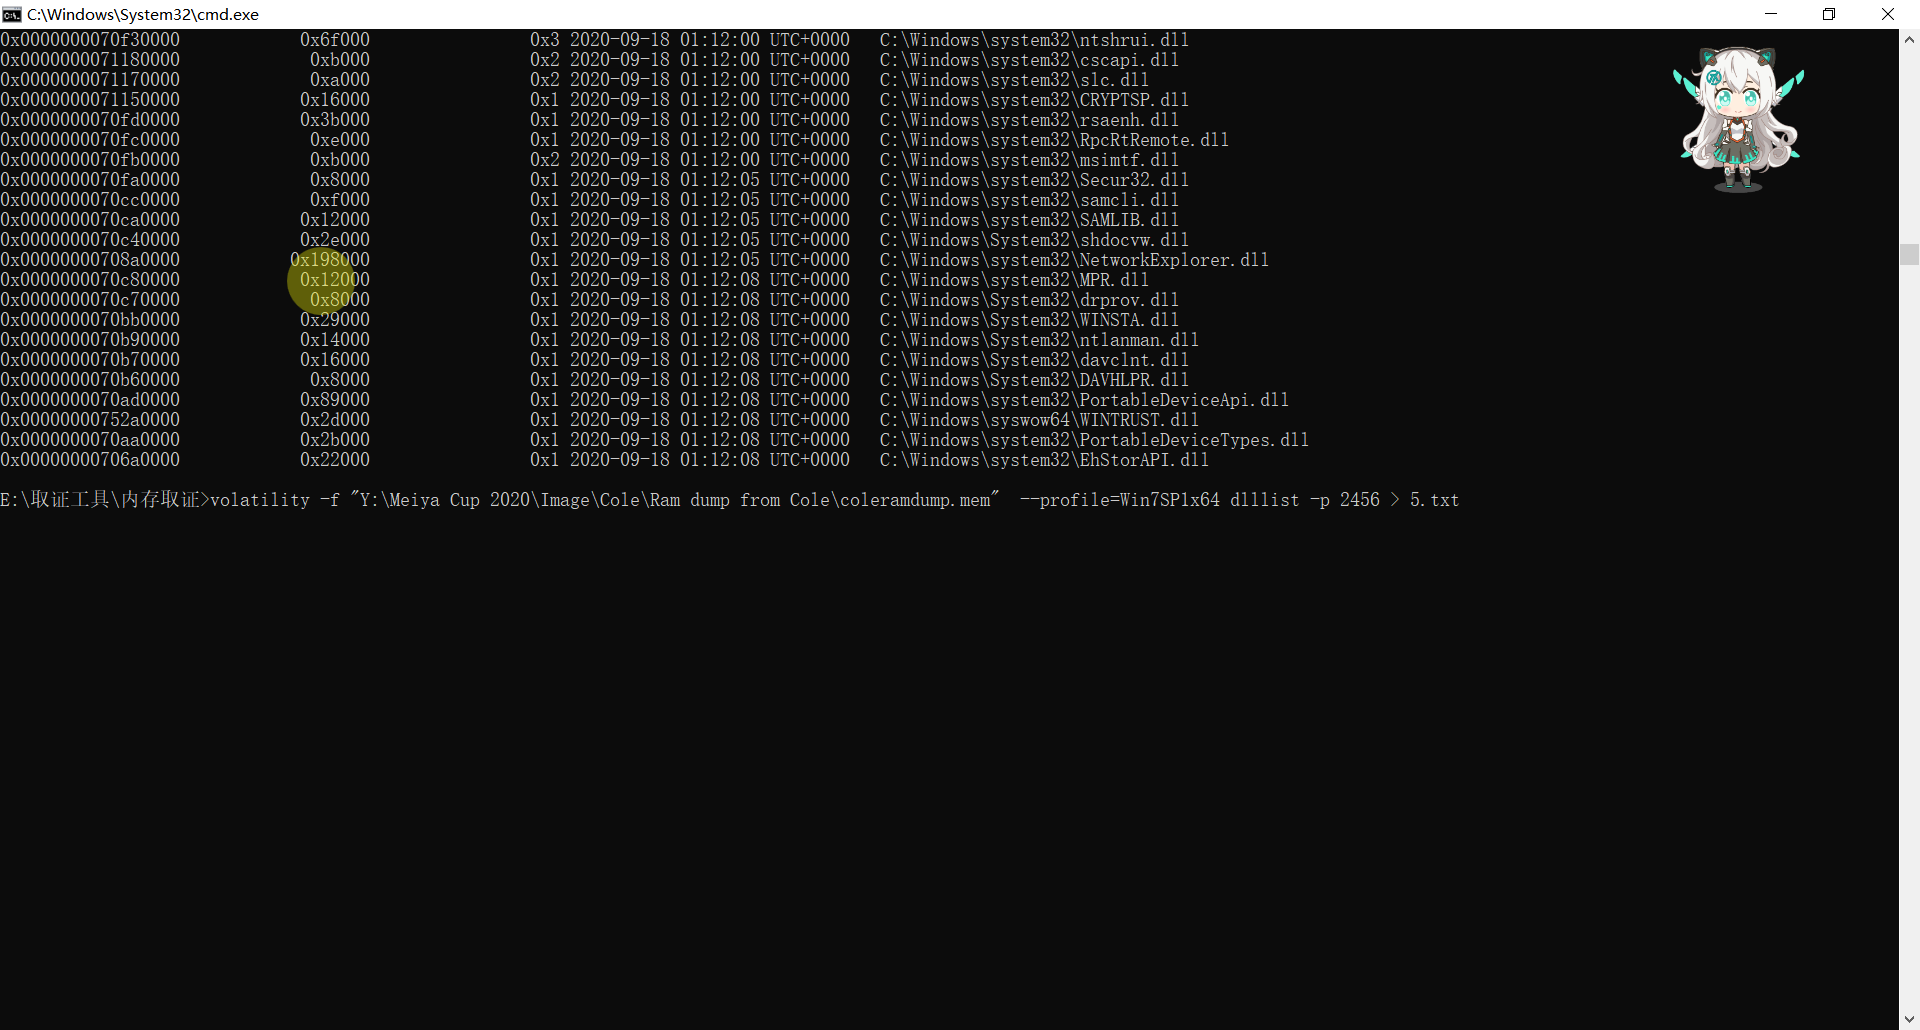 C:\Windows\System32\cmd.exe
0x0000000070f30000 0x6f000 0x3 2020-09-18 01:12:00 UTC+0000 C:\Windows\system32\ntshrui.dll
0x0000000071180000 0xb000 0x2 2020-09-18 01:12:00 UTC+0000 C:\Windows\system32\cscapi.dll
0x0000000071170000 0xa000 0x2 2020-09-18 01:12:00 UTC+0000 C:\Windows\system32\slc.dll
0x0000000071150000 0x16000 0x1 2020-09-18 01:12:00 UTC+0000 C:\Windows\system32\CRYPTSP.dll
0x0000000070fd0000 0x3b000 0x1 2020-09-18 01:12:00 UTC+0000 C:\Windows\system32\rsaenh.dll
0x0000000070fc0000 0xe000 0x1 2020-09-18 01:12:00 UTC+0000 C:\Windows\system32\RpcRtRemote.dll
0x0000000070fb0000 0xb000 0x2 2020-09-18 01:12:00 UTC+0000 C:\Windows\system32\msimtf.dll
0x0000000070fa0000 0x8000 0x1 2020-09-18 01:12:05 UTC+0000 C:\Windows\system32\Secur32.dll
0x0000000070cc0000 0xf000 0x1 2020-09-18 01:12:05 UTC+0000 C:\Windows\system32\samcli.dll
0x0000000070ca0000 0x12000 0x1 2020-09-18 01:12:05 UTC+0000 C:\Windows\system32\SAMLIB.dll
0x0000000070c40000 0x2e000 0x1 2020-09-18 01:12:05 UTC+0000 C:\Windows\System32\shdocvw.dll
0x00000000708a0000 0x198000 0x1 2020-09-18 01:12:05 UTC+0000 C:\Windows\system32\NetworkExplorer.dll
0x0000000070c80000 0x12000 0x1 2020-09-18 01:12:08 UTC+0000 C:\Windows\System32\MPR.dll
0x0000000070c70000 0x8000 0x1 2020-09-18 01:12:08 UTC+0000 C:\Windows\System32\drprov.dll
0x0000000070bb0000 0x29000 0x1 2020-09-18 01:12:08 UTC+0000 C:\Windows\System32\WINSTA.dll
0x0000000070b90000 0x14000 0x1 2020-09-18 01:12:08 UTC+0000 C:\Windows\System32\ntlanman.dll
0x0000000070b70000 0x16000 0x1 2020-09-18 01:12:08 UTC+0000 C:\Windows\System32\davclnt.dll
0x0000000070b60000 0x8000 0x1 2020-09-18 01:12:08 UTC+0000 C:\Windows\System32\DAVHLPR.dll
0x0000000070ad0000 0x89000 0x1 2020-09-18 01:12:08 UTC+0000 C:\Windows\system32\PortableDeviceApi.dll
0x00000000752a0000 0x2d000 0x1 2020-09-18 01:12:08 UTC+0000 C:\Windows\syswow64\WINTRUST.dll
0x0000000070aa0000 0x2b000 0x1 2020-09-18 01:12:08 UTC+0000 C:\Windows\system32\PortableDeviceTypes.dll
0x00000000706a0000 0x22000 0x1 2020-09-18 01:12:08 UTC+0000 C:\Windows\system32\EhStorAPI.dll
E:\取证工具\内存取证>volatility -f "Y:\Meiya Cup 2020\Image\Cole\Ram dump from Cole\coleramdump.mem" --profile=Win7SP1x64 dlllist -p 2456 > 5.txt